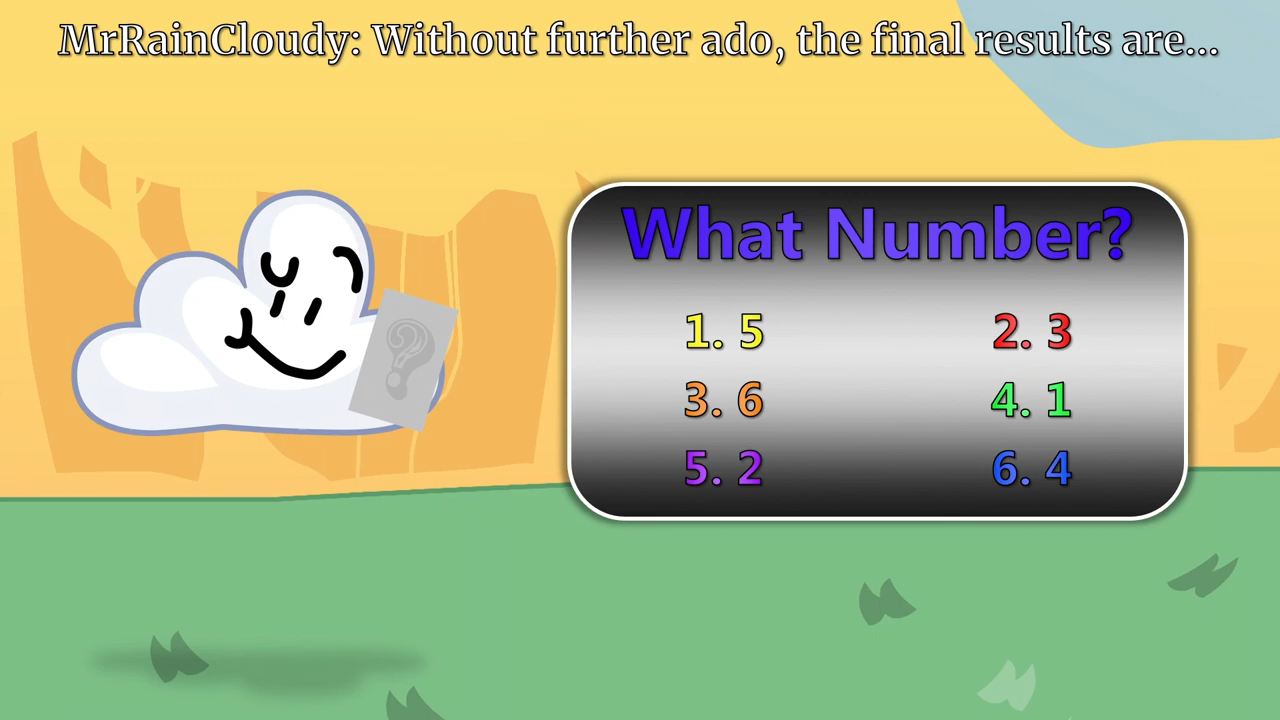 MrRainCloudy: Without further ado, the final results are...
What Number?
1. 5 2. 3
3. 6 4. 1
5. 2 6. 4
?